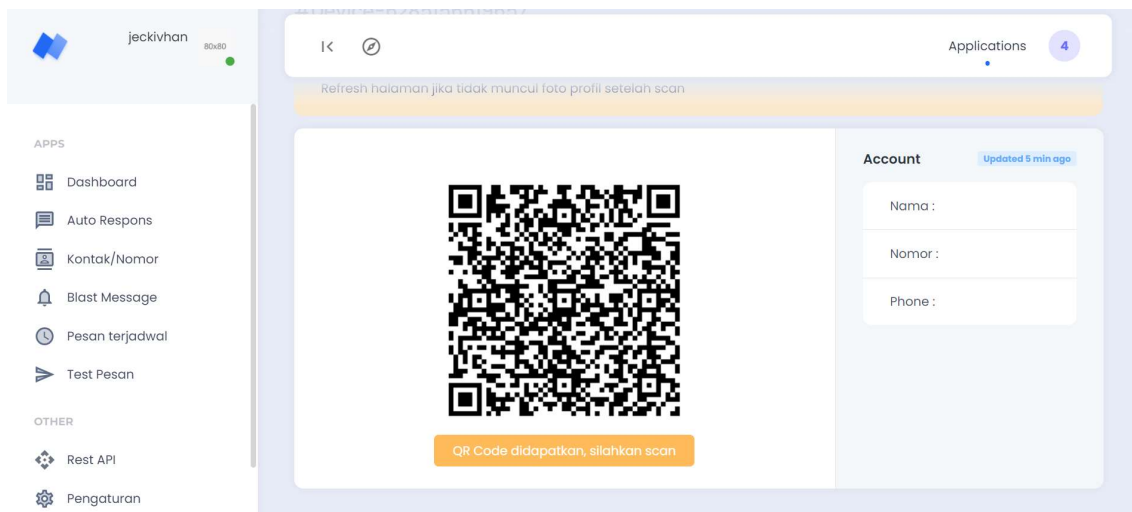 jeckivhan
80x80
APPS
Dashboard
Auto Respons
Kontak/Nomor
Blast Message
Pesan terjadwal
Test Pesan
OTHER
Rest API
Pengaturan
Applications
4
Refresh halaman jika tidak muncul foto profil setelah scan
QR Code didapatkan, silahkan scan
Account
Updated 5 min ago
Nama :
Nomor :
Phone :